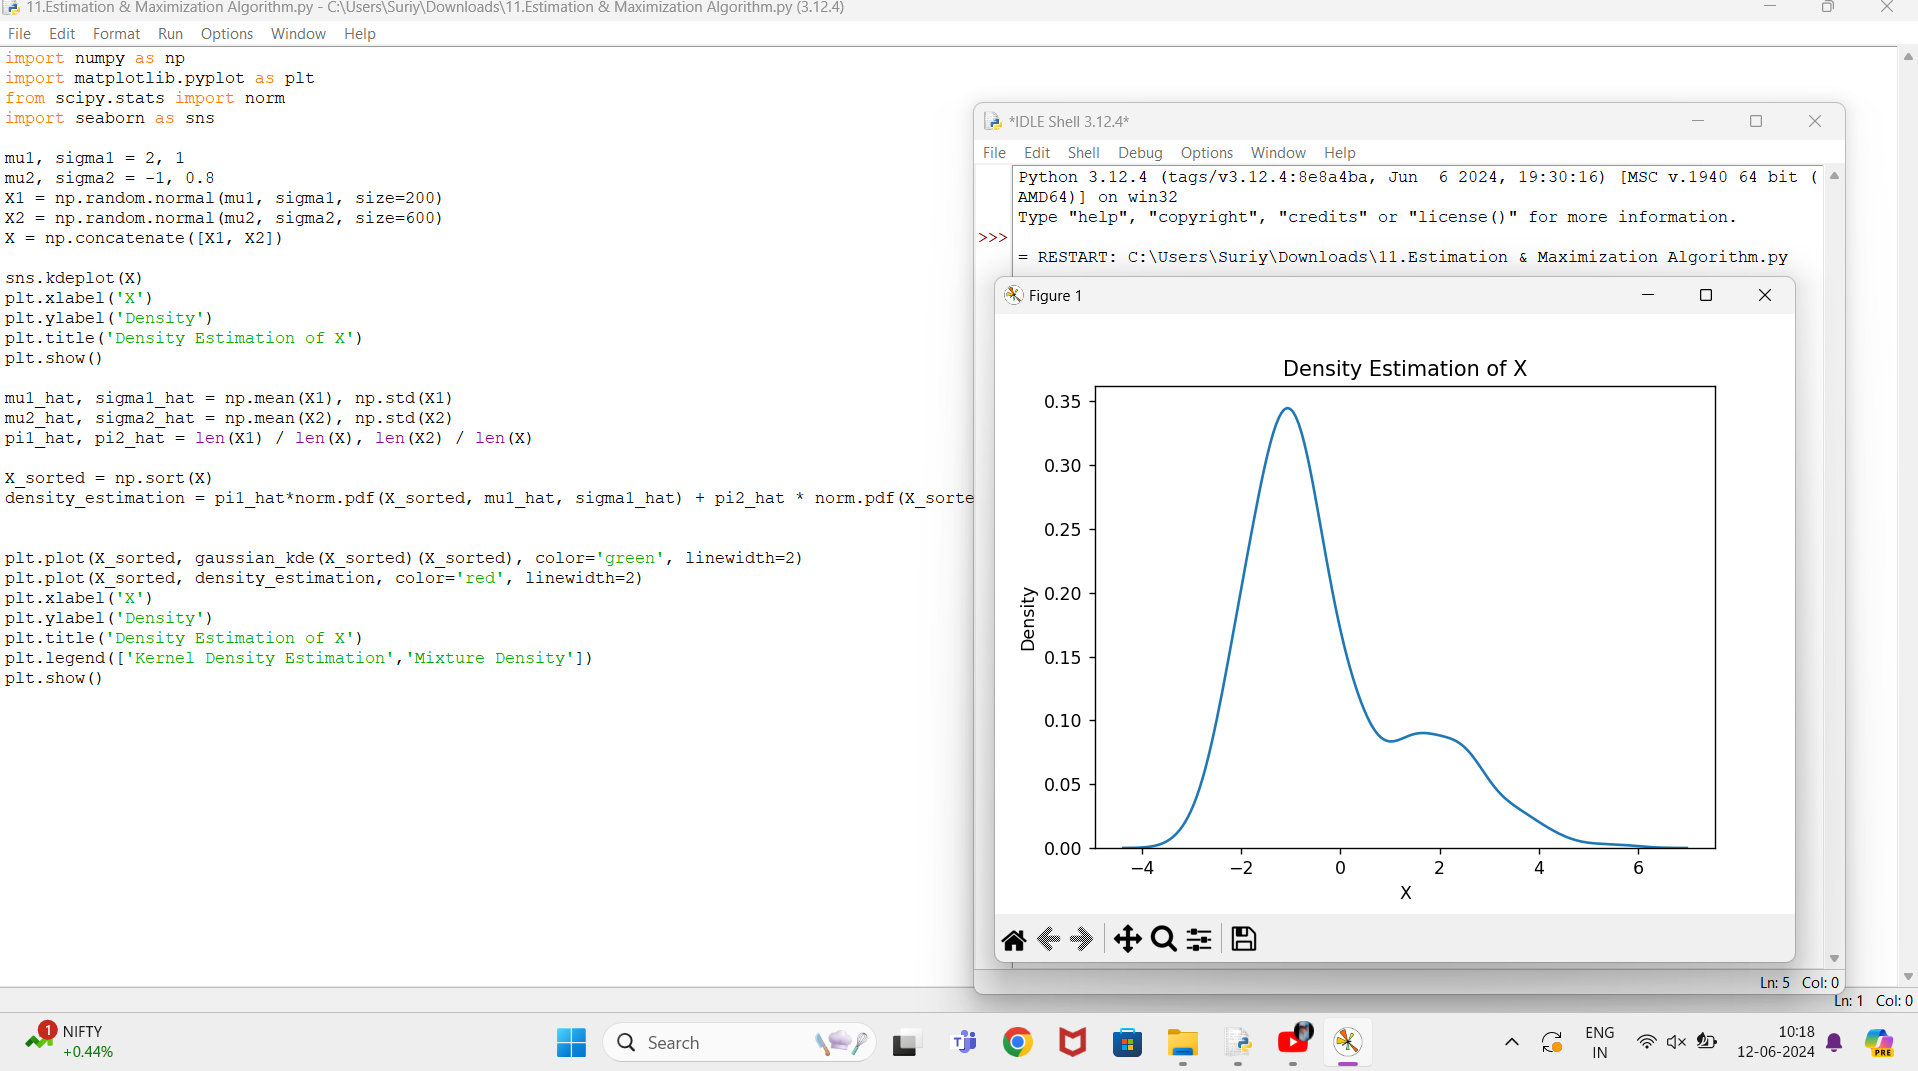 11.Estimation & Maximization Algorithm.py - C:\Users\Suriy\Downloads\11.Estimation & Maximization Algorithm.py (3.12.4)
File Edit Format Run Options Window Help
import numpy as np
import matplotlib.pyplot as plt
from scipy.stats import norm
import seaborn as sns
mu1, sigma1 = 2, 1
mu2, sigma2 = -1, 0.8
X1 = np.random.normal(mu1, sigma1, size=200)
X2 = np.random.normal(mu2, sigma2, size=600)
X = np.concatenate([X1, X2])
sns.kdeplot(X)
plt.xlabel('X')
plt.ylabel('Density')
plt.title('Density Estimation of X')
plt.show()
mu1_hat, sigma1_hat = np.mean(X1), np.std(X1)
mu2_hat, sigma2_hat = np.mean(X2), np.std(X2)
pi1_hat, pi2_hat = len(X1) / len(X), len(X2) / len(X)
X_sorted = np.sort(X)
density_estimation = pi1_hat*norm.pdf(X_sorted, mu1_hat, sigma1_hat) + pi2_hat * norm.pdf(X_sorte
plt.plot(X_sorted, gaussian_kde(X_sorted)(X_sorted), color='green', linewidth=2)
plt.plot(X_sorted, density_estimation, color='red', linewidth=2)
plt.xlabel('X')
plt.ylabel('Density')
plt.title('Density Estimation of X')
plt.legend(['Kernel Density Estimation','Mixture Density'])
plt.show()
*IDLE Shell 3.12.4*
File Edit Shell Debug Options Window Help
Python 3.12.4 (tags/v3.12.4:8e8a4ba, Jun  6 2024, 19:30:16) [MSC v.1940 64 bit (
AMD64)] on win32
Type "help", "copyright", "credits" or "license()" for more information.
>>>
= RESTART: C:\Users\Suriy\Downloads\11.Estimation & Maximization Algorithm.py
Figure 1
Density Estimation of X
0.35
0.30
0.25
0.20
0.15
0.10
0.05
0.00
Density
−4 −2 0 2 4 6
X
Ln: 5 Col: 0
Ln: 1 Col: 0
1
NIFTY
+0.44%
Search
PRE
ENG
IN
10:18
12-06-2024